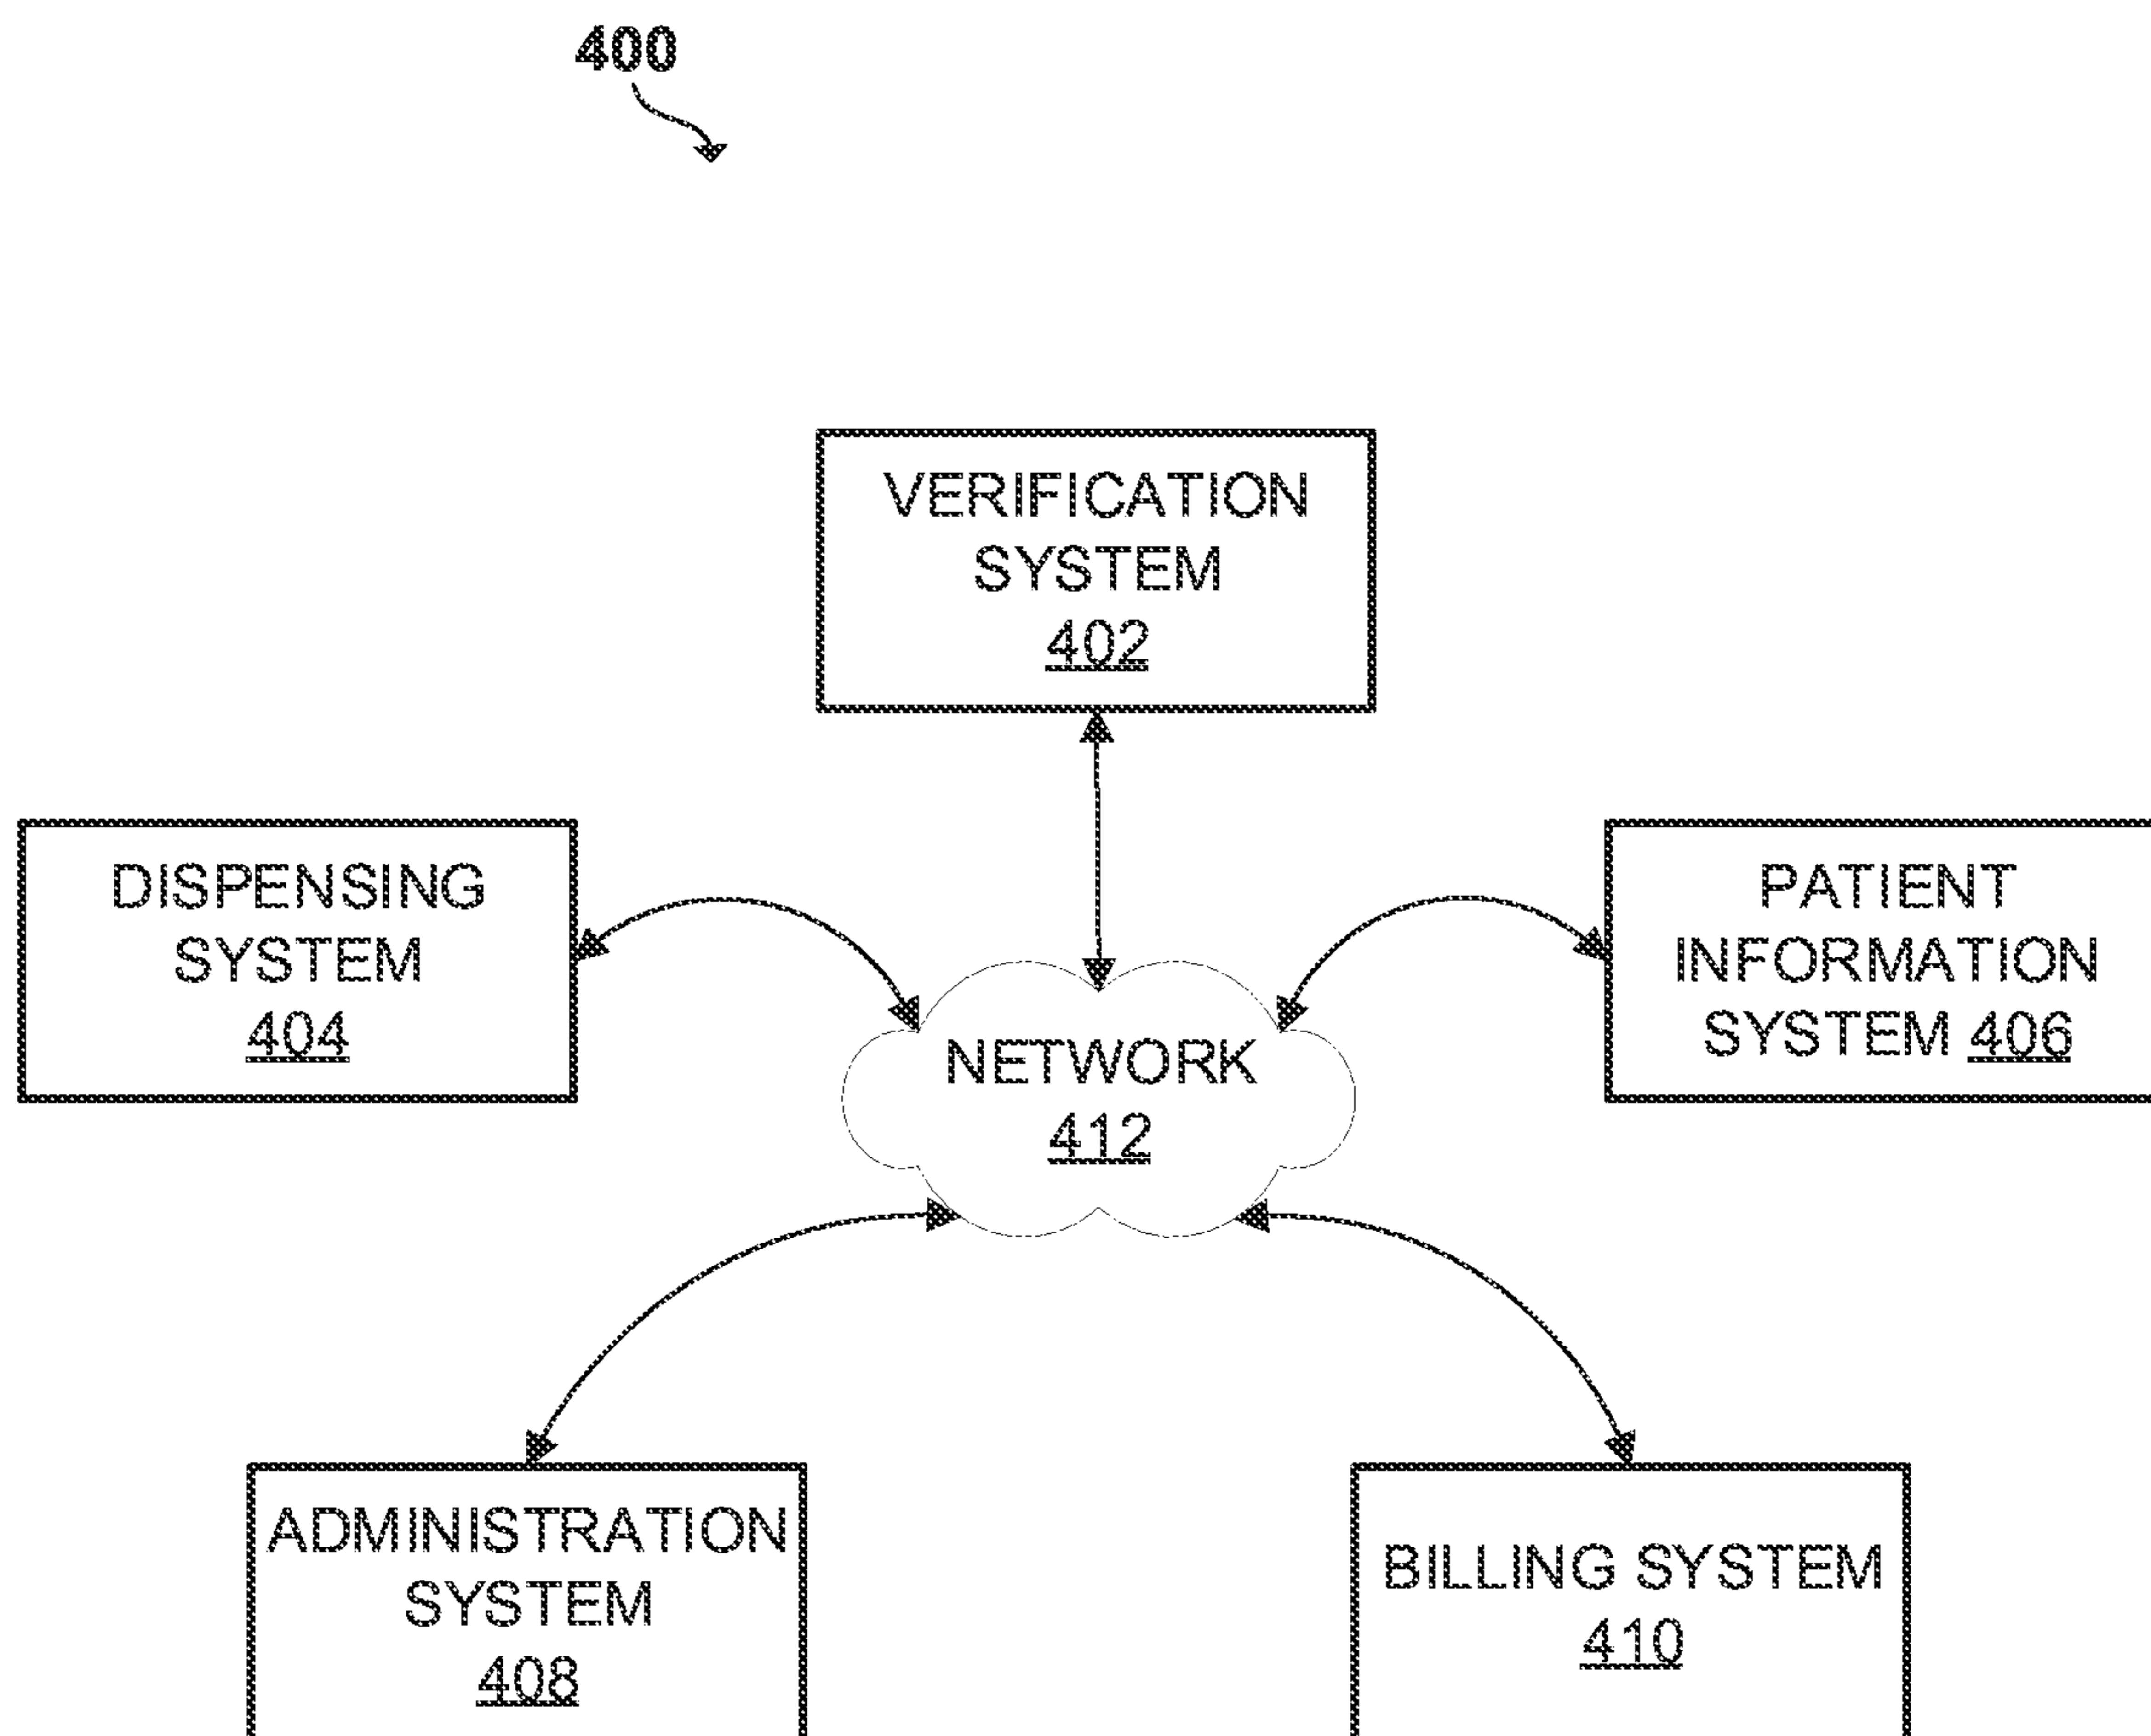 400
VERIFICATION
SYSTEM
402
DISPENSING
SYSTEM
404
PATIENT
INFORMATION
SYSTEM 406
NETWORK
412
ADMINISTRATION
SYSTEM
408
BILLING SYSTEM
410